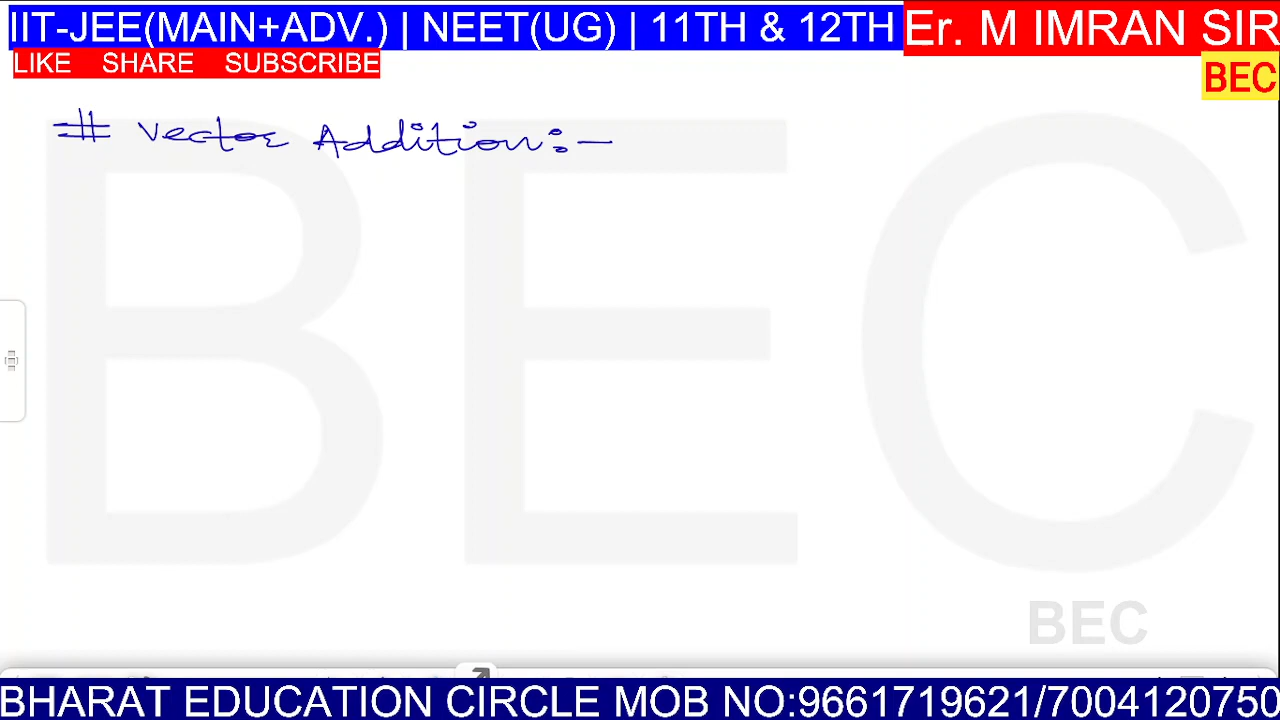 IIT-JEE(MAIN+ADV.) | NEET(UG) | 11TH & 12TH Er. M IMRAN SIR
LIKE SHARE SUBSCRIBE
BEC
# Vector Addition:-
BEC
BEC
BHARAT EDUCATION CIRCLE MOB NO:9661719621/7004120750